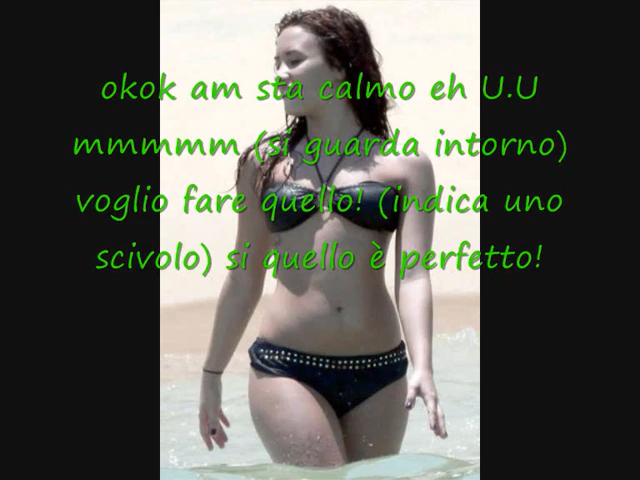 okok am sta calmo eh U.U
mmmmm (si guarda intorno)
voglio fare quello! (indica uno
scivolo) si quello è perfetto!